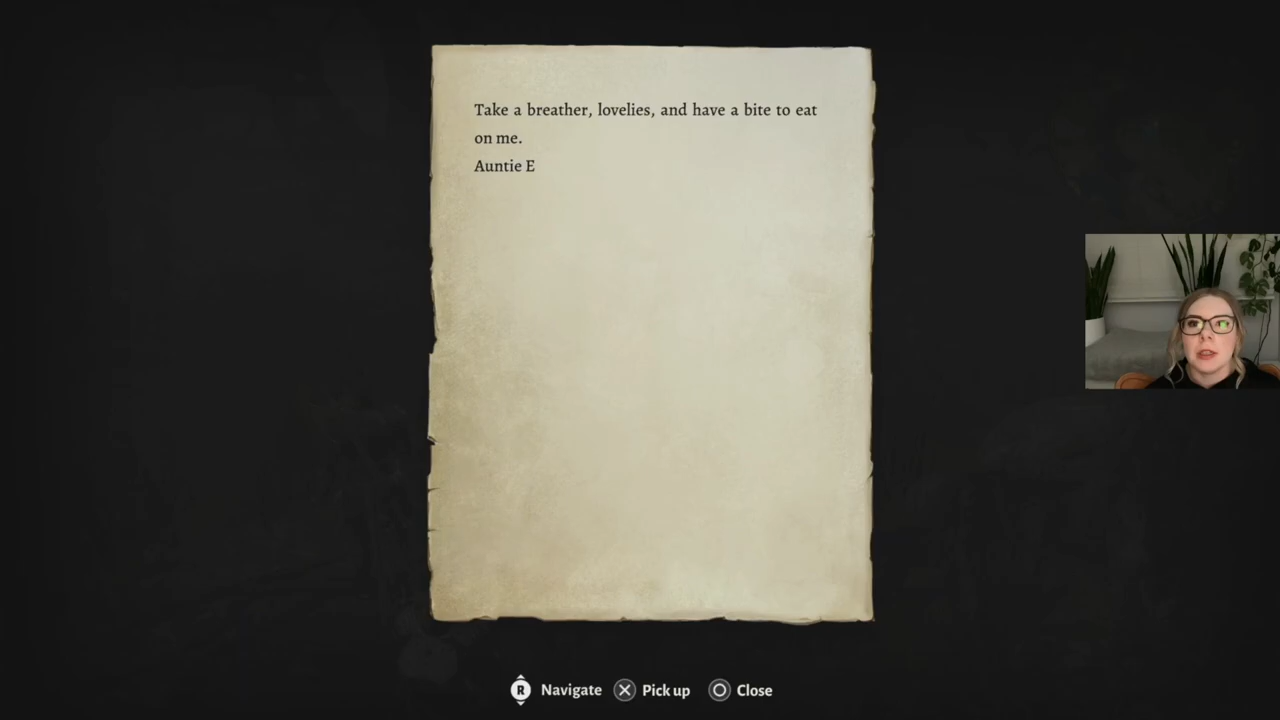 Take a breather, lovelies, and have a bite to eat
on me.
Auntie E
R Navigate Pick up Close